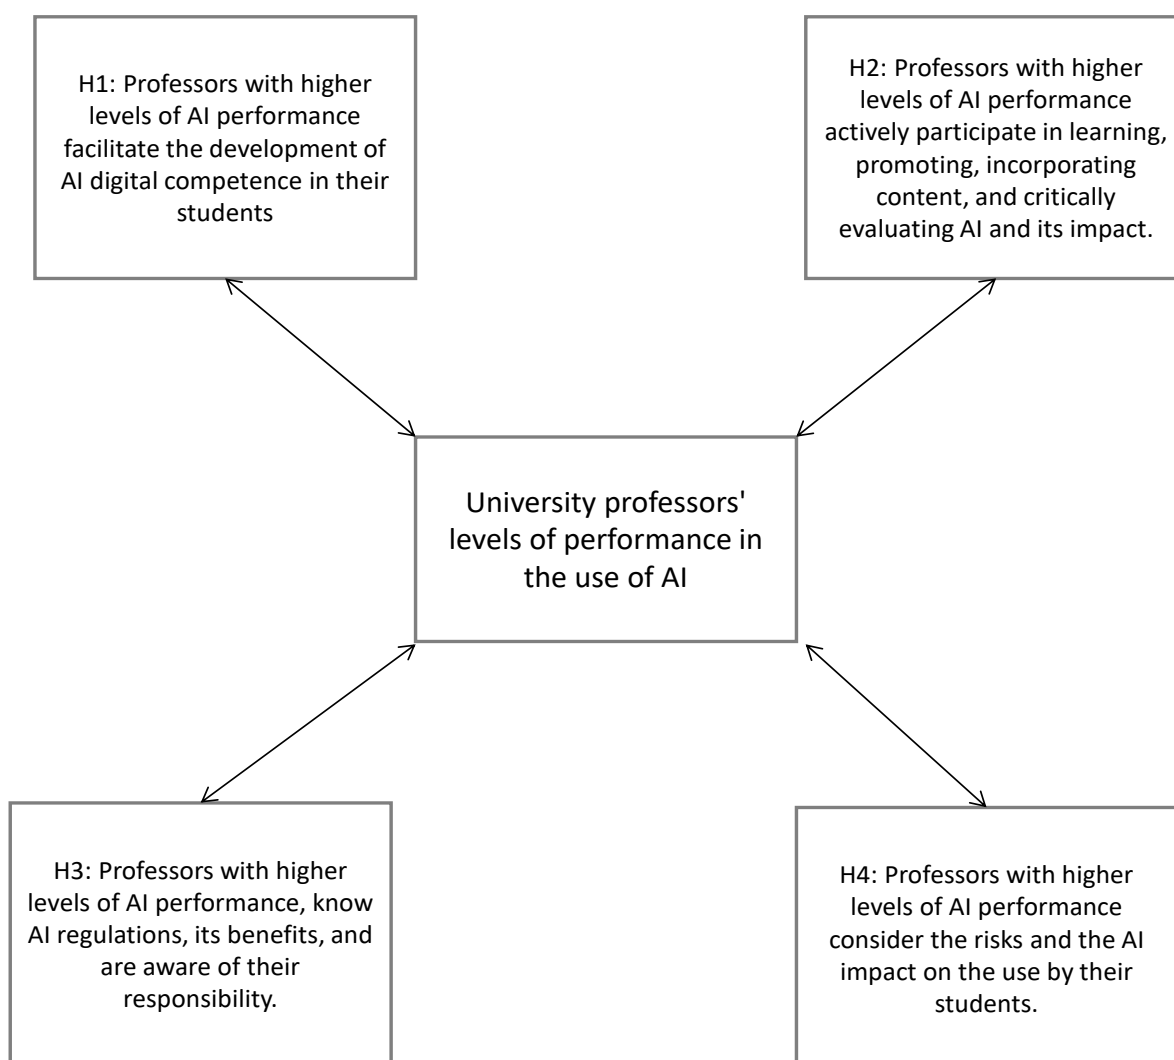 H1: Professors with higher
levels of AI performance
facilitate the development of
AI digital competence in their
students
H2: Professors with higher
levels of AI performance
actively participate in learning,
promoting, incorporating
content, and critically
evaluating AI and its impact.
University professors'
levels of performance in
the use of AI
H3: Professors with higher
levels of AI performance, know
AI regulations, its benefits, and
are aware of their
responsibility.
H4: Professors with higher
levels of AI performance
consider the risks and the AI
impact on the use by their
students.